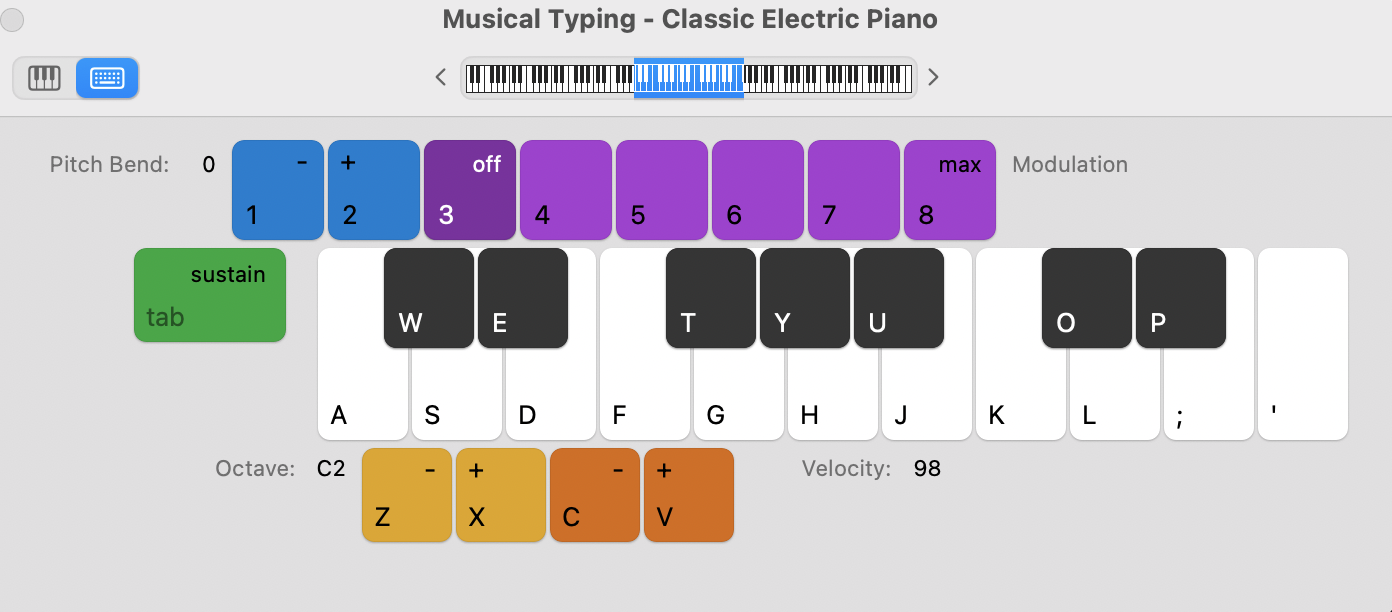 Musical Typing - Classic Electric Piano
Pitch Bend: 0
- + off max
1 2 3 4 5 6 7 8
Modulation
sustain
tab
W E T Y U O P
A S D F G H J K L ; '
Octave: C2
- + - +
Z X C V
Velocity: 98